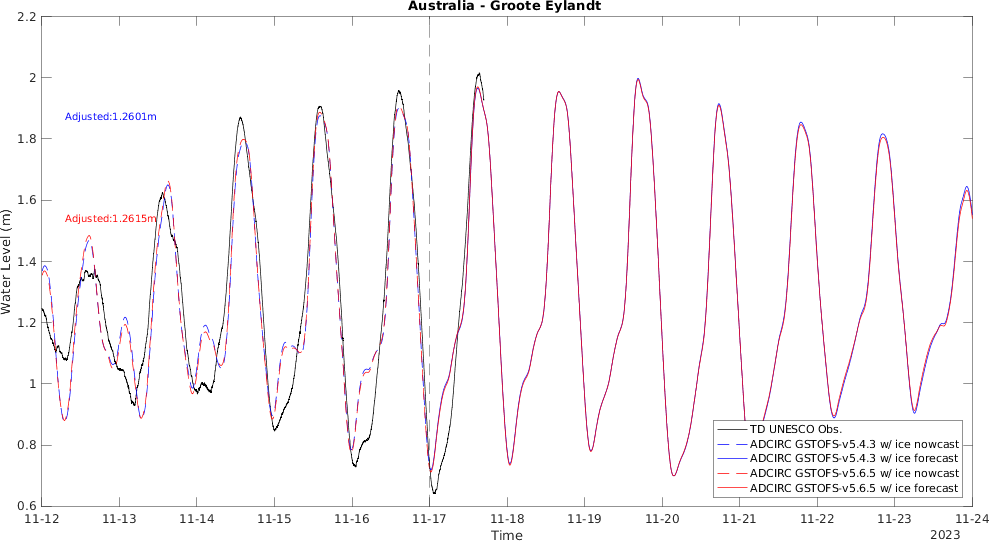 Australia - Groote Eylandt
2.2
2
1.8
1.6
1.4
1.2
1
0.8
0.6
Water Level (m)
Adjusted:1.2601m
Adjusted:1.2615m
TD UNESCO Obs.
ADCIRC GSTOFS-v5.4.3 w/ ice nowcast
ADCIRC GSTOFS-v5.4.3 w/ ice forecast
ADCIRC GSTOFS-v5.6.5 w/ ice nowcast
ADCIRC GSTOFS-v5.6.5 w/ ice forecast
11-12 11-13 11-14 11-15 11-16 11-17 11-18 11-19 11-20 11-21 11-22 11-23 11-24
Time
2023